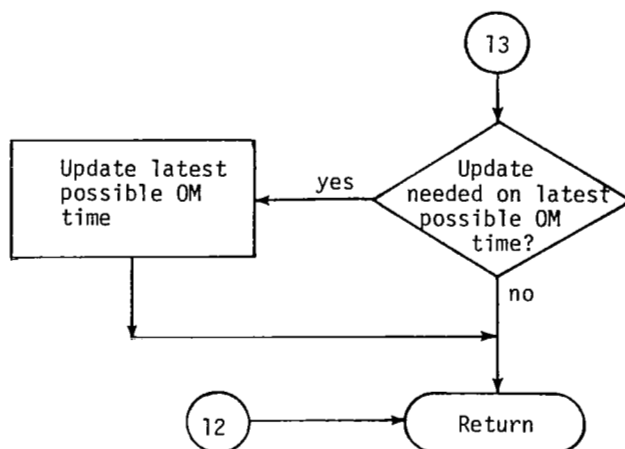 13
Update
needed on latest
possible OM
time?
yes
Update latest
possible OM
time
no
12
Return